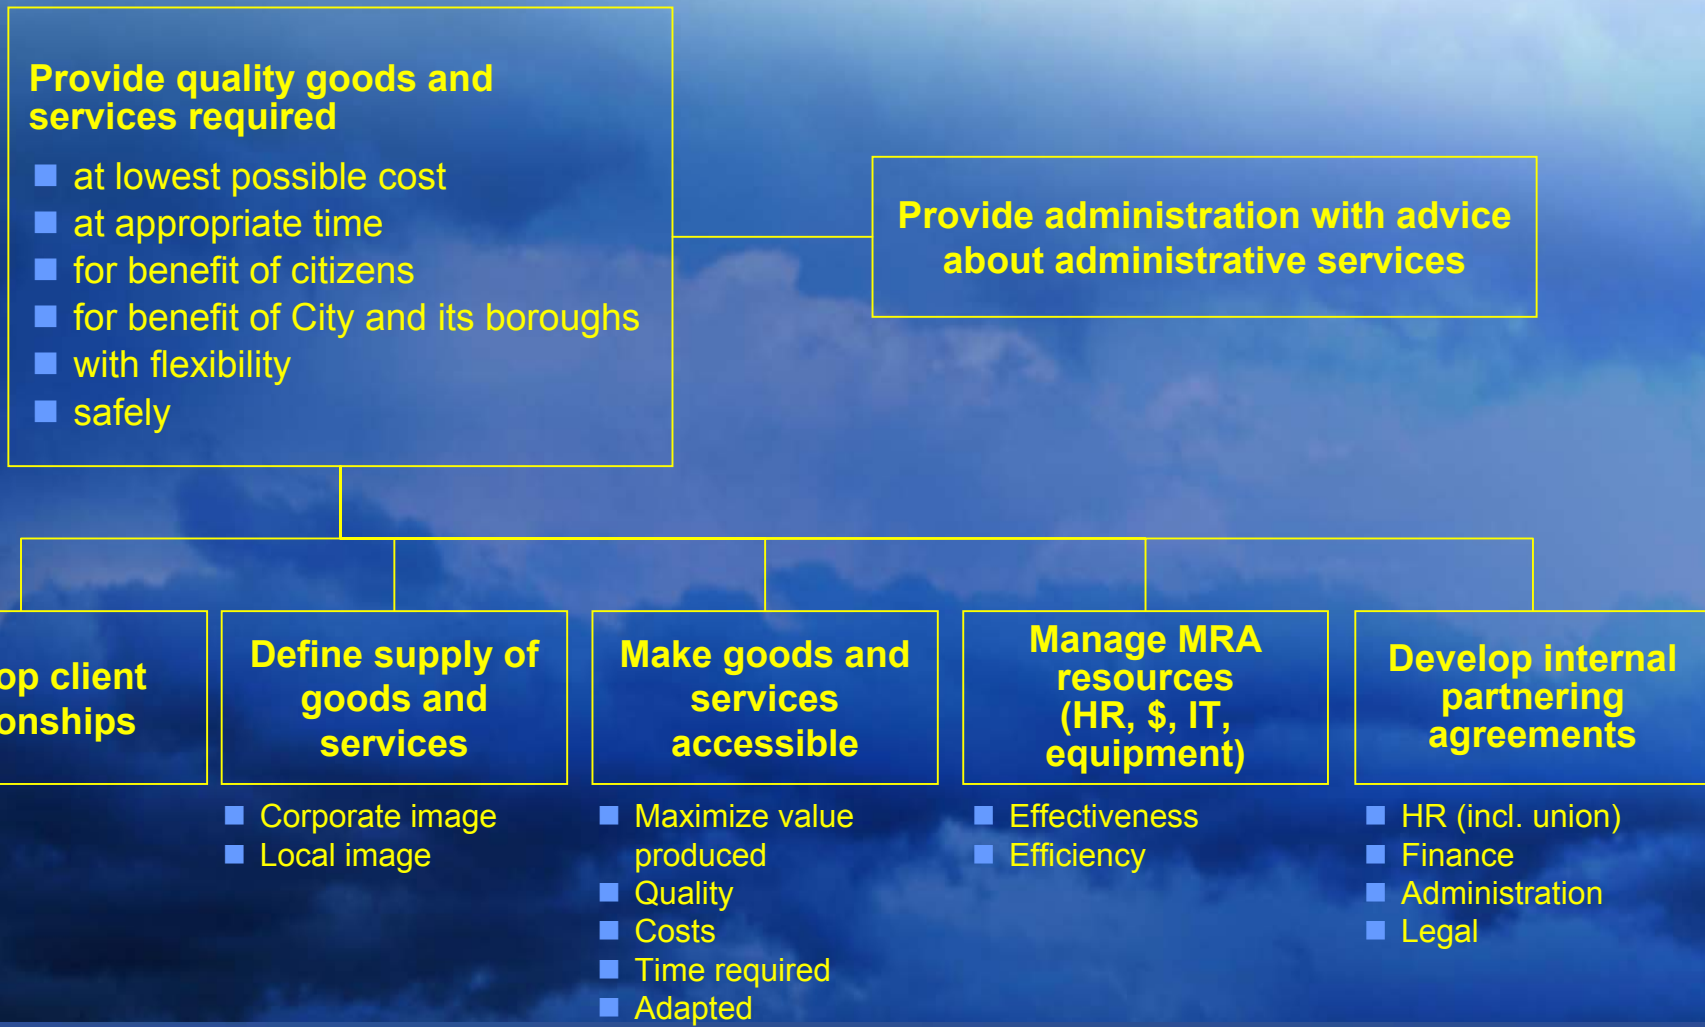 Provide quality goods and
services required
at lowest possible cost
at appropriate time
for benefit of citizens
for benefit of City and its boroughs
with flexibility
safely
Provide administration with advice
about administrative services
client
Define supply of
goods and
services
Corporate image
Local image
Make goods and
services
accessible
Maximize value
produced
Quality
Costs
Time required
Adapted
Manage MRA
resources
(HR, $, IT,
equipment)
Effectiveness
Efficiency
Develop internal
partnering
agreements
HR (incl. union)
Finance
Administration
Legal